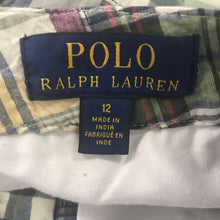 POLO
RALPH LAUREN
12
MADE IN
INDIA
FABRIQUÉ EN
INDE